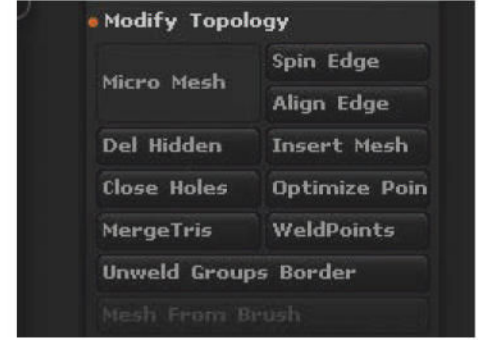 Modify Topology
Micro Mesh
Spin Edge
Align Edge
Del Hidden Insert Mesh
Close Holes Optimize Poin
MergeTris WeldPoints
Unweld Groups Border
Mesh From Brush